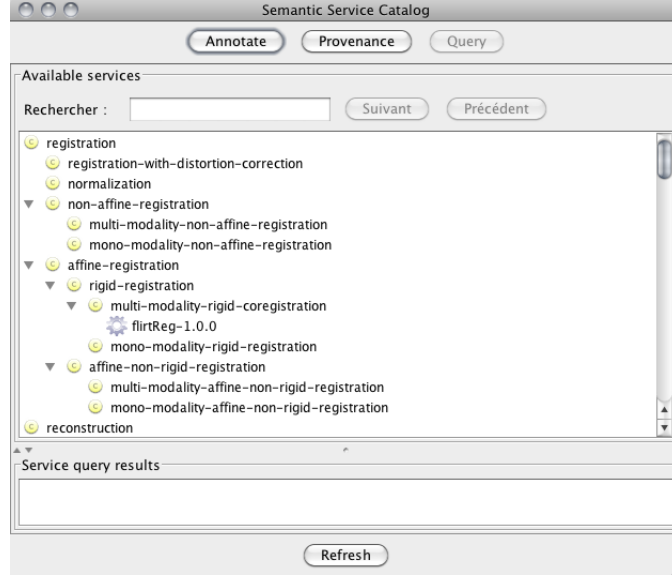 Semantic Service Catalog
Annotate Provenance Query
Available services
Rechercher : Suivant Précédent
registration
registration-with-distortion-correction
normalization
non-affine-registration
multi-modality-non-affine-registration
mono-modality-non-affine-registration
affine-registration
rigid-registration
multi-modality-rigid-coregistration
flirtReg-1.0.0
mono-modality-rigid-registration
affine-non-rigid-registration
multi-modality-affine-non-rigid-registration
mono-modality-affine-non-rigid-registration
reconstruction
Service query results
Refresh